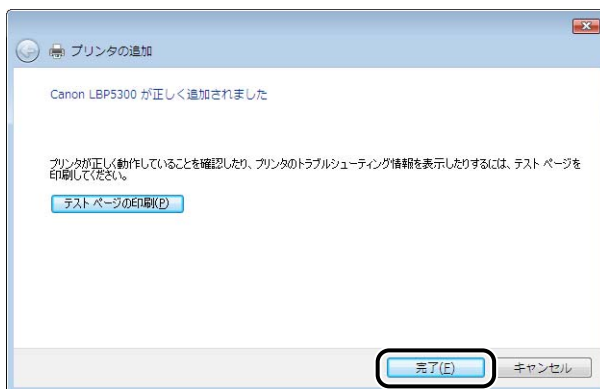 プリンタの追加
Canon LBP5300 が正しく追加されました
プリンタが正しく動作していることを確認したり、プリンタのトラブルシューティング情報を表示したりするには、テスト ページを
印刷してください。
テスト ページの印刷(P)
完了(F)
キャンセル